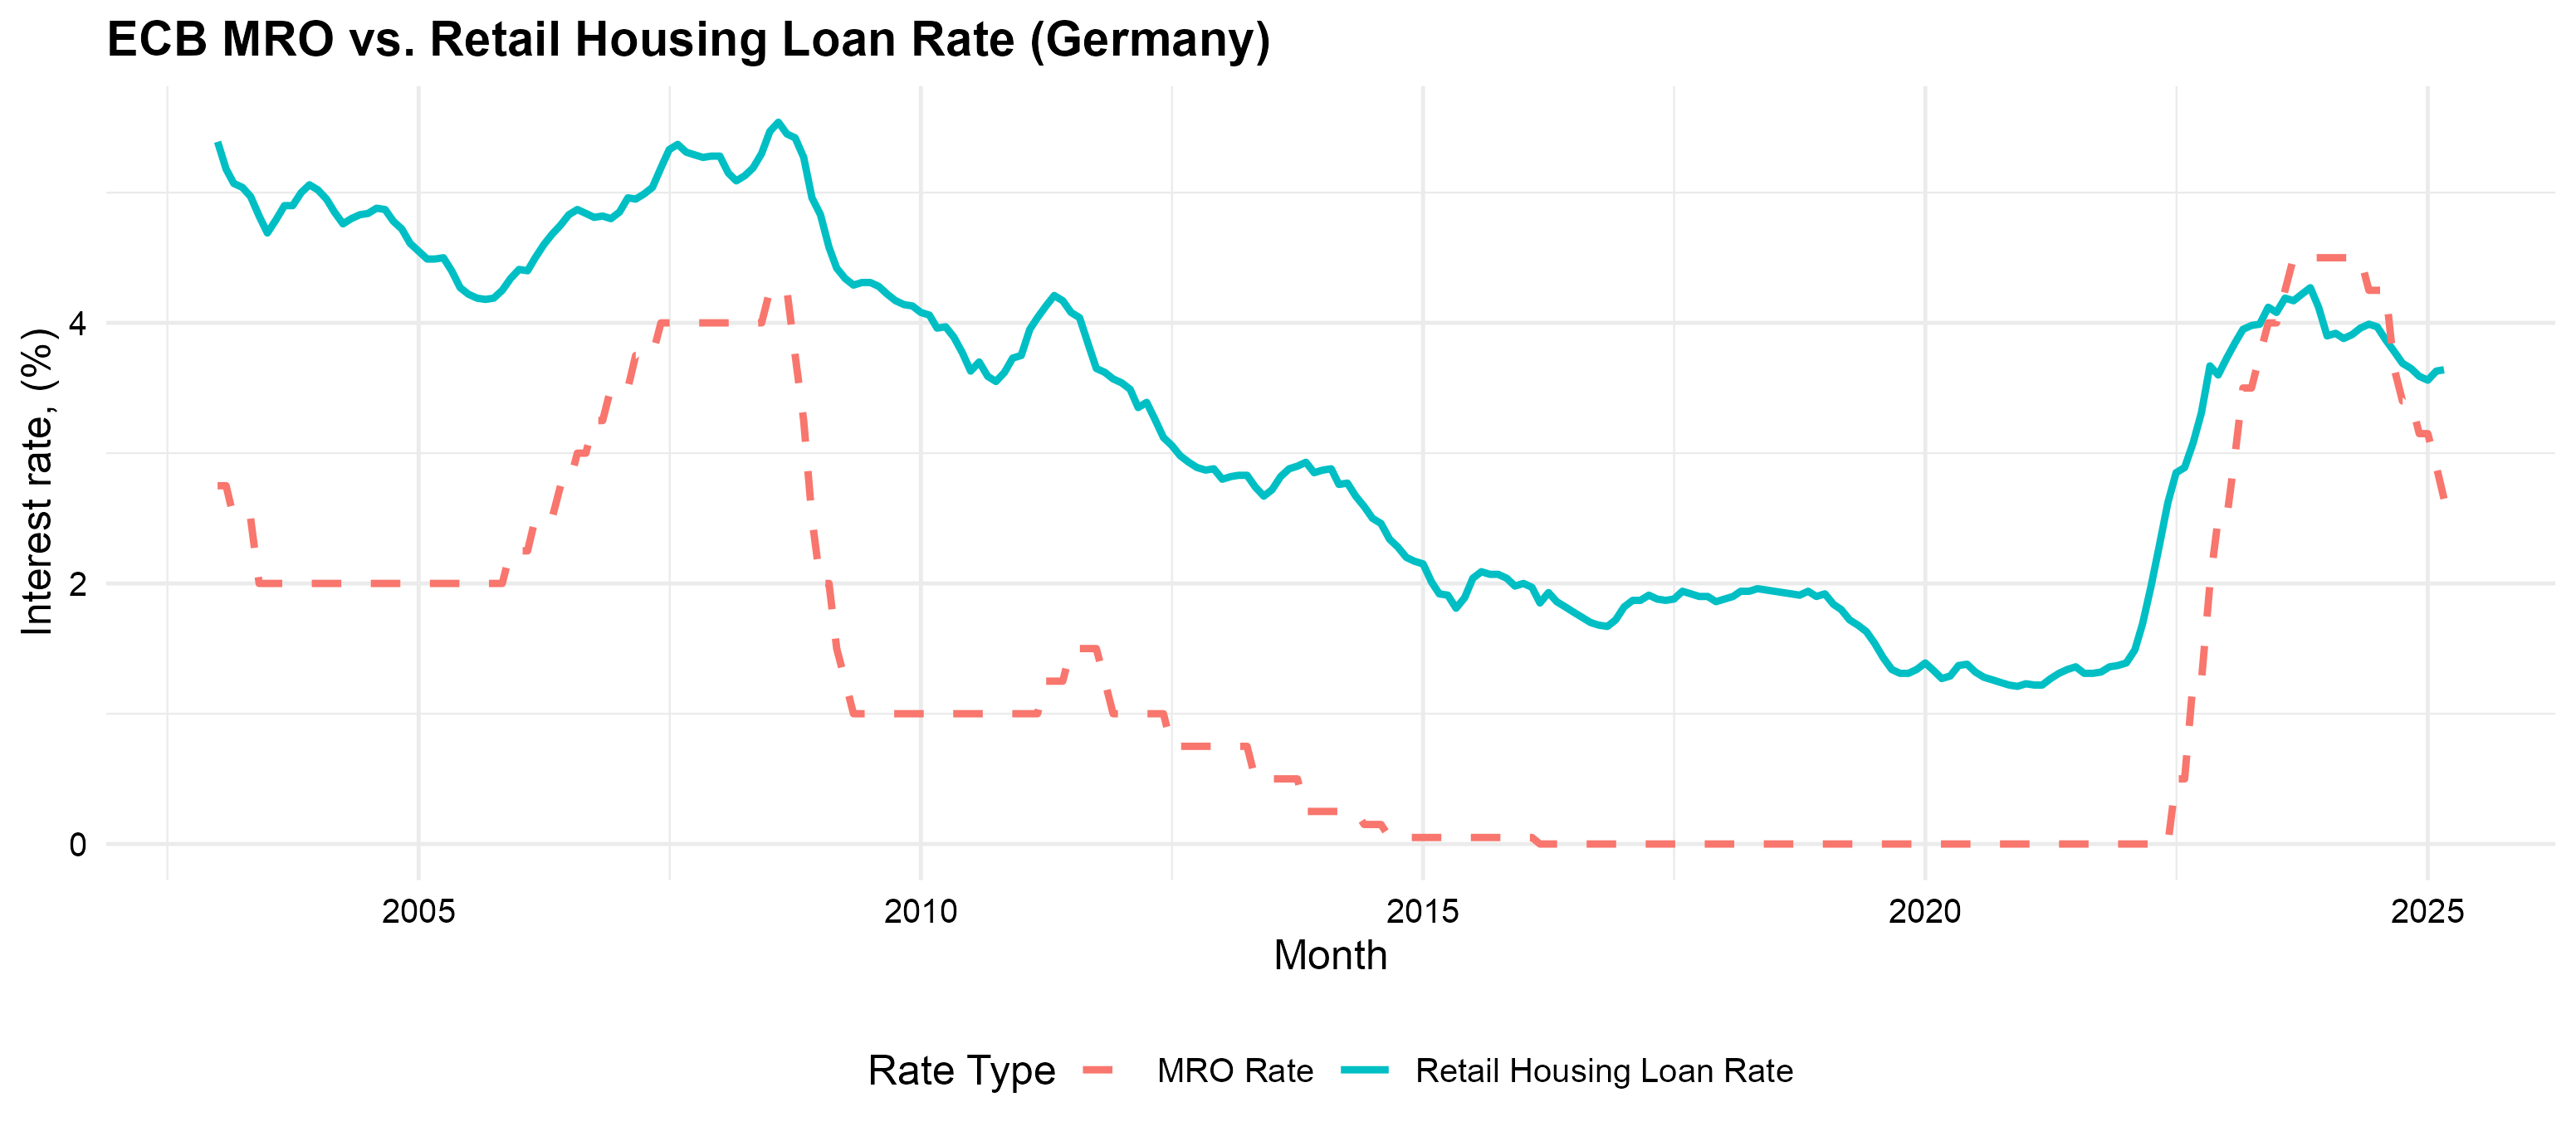 ECB MRO vs. Retail Housing Loan Rate (Germany)
Interest rate, (%)
4
2
0
2005 2010 2015 2020 2025
Month
Rate Type MRO Rate Retail Housing Loan Rate